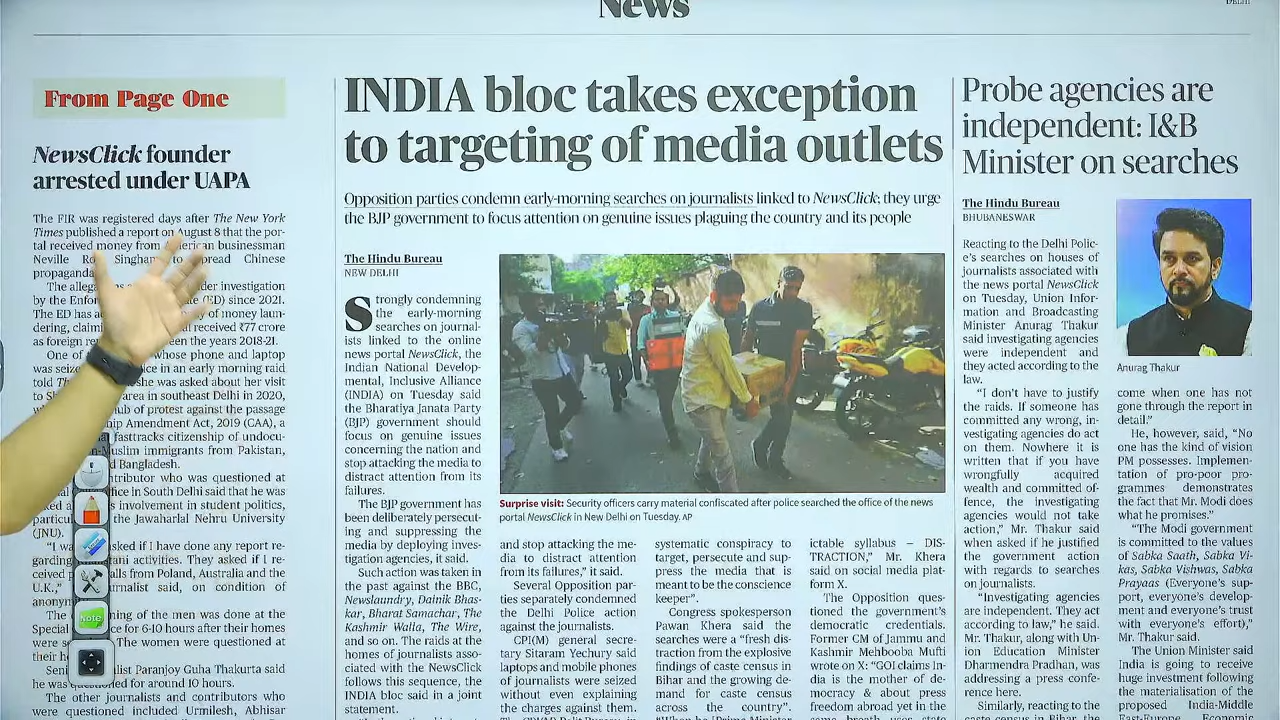 News
DELHI
From Page One
NewsClick founder
arrested under UAPA
The FIR was registered days after The New York
Times published a report on August 8 that the por-
tal received money from American businessman
Neville Singham to spread Chinese
propaganda
The der investigation
by the (ED) since 2021.
The ED has of money laun-
dering, received ₹77 crore
as foreign een the years 2018-21.
One of whose phone and laptop
was in an early morning raid
told she was asked about her visit
to area in southeast Delhi in 2020,
of protest against the passage
Amendment Act, 2019 (CAA), a
fasttracks citizenship of undocu-
-Muslim immigrants from Pakistan,
Bangladesh.
who was questioned at
in South Delhi said that he was
involvement in student politics,
the Jawaharlal Nehru University
(JNU).
asked if I have done any report re-
garding activities. They asked if I re-
ceived from Poland, Australia and the
U.K.," said, on condition of
The of the men was done at the
Special for 6-10 hours after their homes
were The women were questioned at
their
Paranjoy Guha Thakurta said
he was for around 10 hours.
The other journalists and contributors who
were questioned included Urmilesh, Abhisar
Note
INDIA bloc takes exception
to targeting of media outlets
Opposition parties condemn early-morning searches on journalists linked to NewsClick; they urge
the BJP government to focus attention on genuine issues plaguing the country and its people
The Hindu Bureau
NEW DELHI
Strongly condemning
the early-morning
searches on journal-
ists linked to the online
news portal NewsClick, the
Indian National Develop-
mental, Inclusive Alliance
(INDIA) on Tuesday said
the Bharatiya Janata Party
(BJP) government should
focus on genuine issues
concerning the nation and
stop attacking the media to
distract attention from its
failures.
The BJP government has
been deliberately persecut-
ing and suppressing the
media by deploying inves-
tigation agencies, it said.
Such action was taken in
the past against the BBC,
Newslaundry, Dainik Bhas-
kar, Bharat Samachar, The
Kashmir Walla, The Wire,
and so on. The raids at the
homes of journalists asso-
ciated with the NewsClick
follows this sequence, the
INDIA bloc said in a joint
statement.
Surprise visit: Security officers carry material confiscated after police searched the office of the news
portal NewsClick in New Delhi on Tuesday. AP
and stop attacking the me-
dia to distract attention
from its failures," it said.
Several Opposition par-
ties separately condemned
the Delhi Police action
against the journalists.
CPI(M) general secre-
tary Sitaram Yechury said
laptops and mobile phones
of journalists were seized
without even explaining
the charges against them.
systematic conspiracy to
target, persecute and sup-
press the media that is
meant to be the conscience
keeper".
Congress spokesperson
Pawan Khera said the
searches were a "fresh dis-
traction from the explosive
findings of caste census in
Bihar and the growing de-
mand for caste census
across the country".
ictable syllabus – DIS-
TRACTION," Mr. Khera
said on social media plat-
form X.
The Opposition ques-
tioned the government's
democratic credentials.
Former CM of Jammu and
Kashmir Mehbooba Mufti
wrote on X: "GOI claims In-
dia is the mother of de-
mocracy & about press
freedom abroad yet in the
Probe agencies are
independent: I&B
Minister on searches
The Hindu Bureau
BHUBANESWAR
Reacting to the Delhi Polic-
e's searches on houses of
journalists associated with
the news portal NewsClick
on Tuesday, Union Infor-
mation and Broadcasting
Minister Anurag Thakur
said investigating agencies
were independent and
they acted according to the
law.
"I don't have to justify
the raids. If someone has
committed any wrong, in-
vestigating agencies do act
on them. Nowhere it is
written that if you have
wrongfully acquired
wealth and committed of-
fence, the investigating
agencies would not take
action," Mr. Thakur said
when asked if he justified
the government action
with regards to searches
on journalists.
"Investigating agencies
are independent. They act
according to law," he said.
Mr. Thakur, along with Un-
ion Education Minister
Dharmendra Pradhan, was
addressing a press confe-
rence here.
Similarly, reacting to the
caste census in Bihar, the
Anurag Thakur
come when one has not
gone through the report in
detail."
He, however, said, "No
one has the kind of vision
PM possesses. Implemen-
tation of pro-poor pro-
grammes demonstrates
the fact that Mr. Modi does
what he promises."
"The Modi government
is committed to the values
of Sabka Saath, Sabka Vi-
kas, Sabka Vishwas, Sabka
Prayaas (Everyone's sup-
port, everyone's develop-
ment and everyone's trust
with everyone's effort),"
Mr. Thakur said.
The Union Minister said
India is going to receive
huge investment following
the materialisation of the
proposed India-Middle
East-Europe Economic